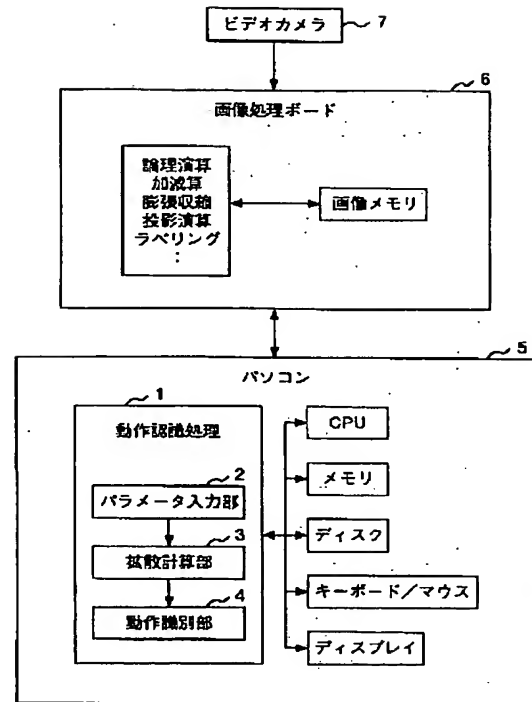 ビデオカメラ 7
6
画像処理ボード
論理演算
加減算
膨張収縮
投影演算
ラベリング
⋮
画像メモリ
5
パソコン
1
動作認識処理
2
パラメータ入力部
3
拡散計算部
4
動作識別部
CPU
メモリ
ディスク
キーボード／マウス
ディスプレイ